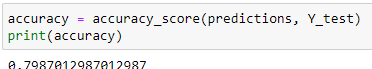 accuracy = accuracy_score(predictions, Y_test)
print(accuracy)
0.7987012987012987